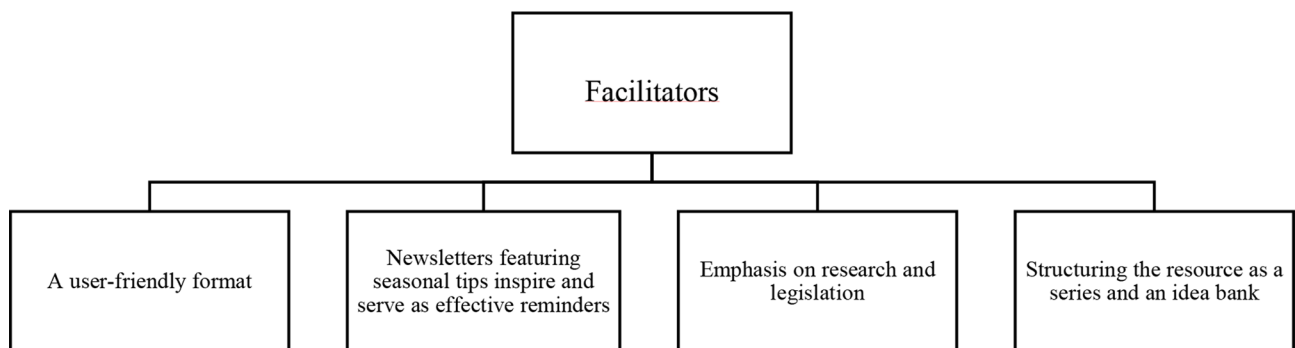 Facilitators
A user-friendly format
Newsletters featuring
seasonal tips inspire and
serve as effective reminders
Emphasis on research and
legislation
Structuring the resource as a
series and an idea bank